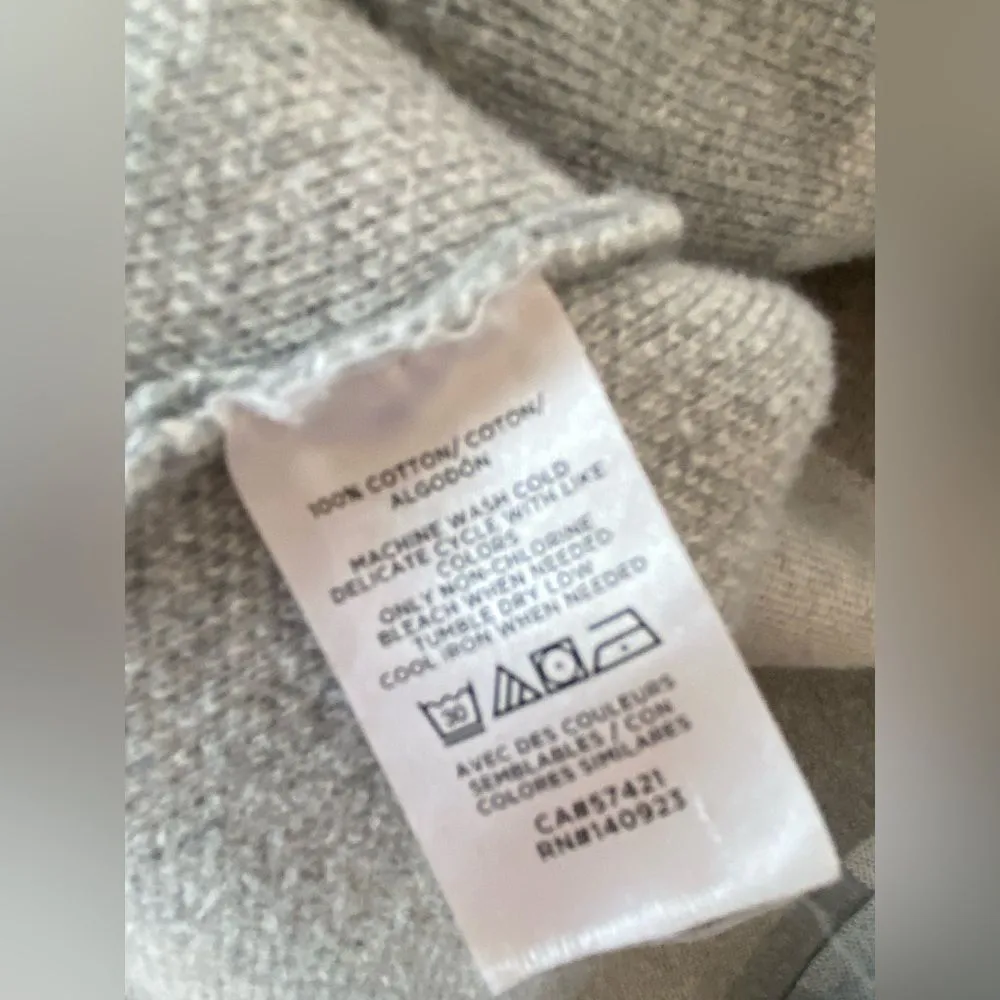 100% COTTON/ COTON/
ALGODÓN
MACHINE WASH COLD
DELICATE CYCLE WITH LIKE
COLORS
ONLY NON-CHLORINE
BLEACH WHEN NEEDED
TUMBLE DRY LOW
COOL IRON WHEN NEEDED
30
AVEC DES COULEURS
SEMBLABLES / CON
COLORES SIMILARES
CA#57421
RN#140923